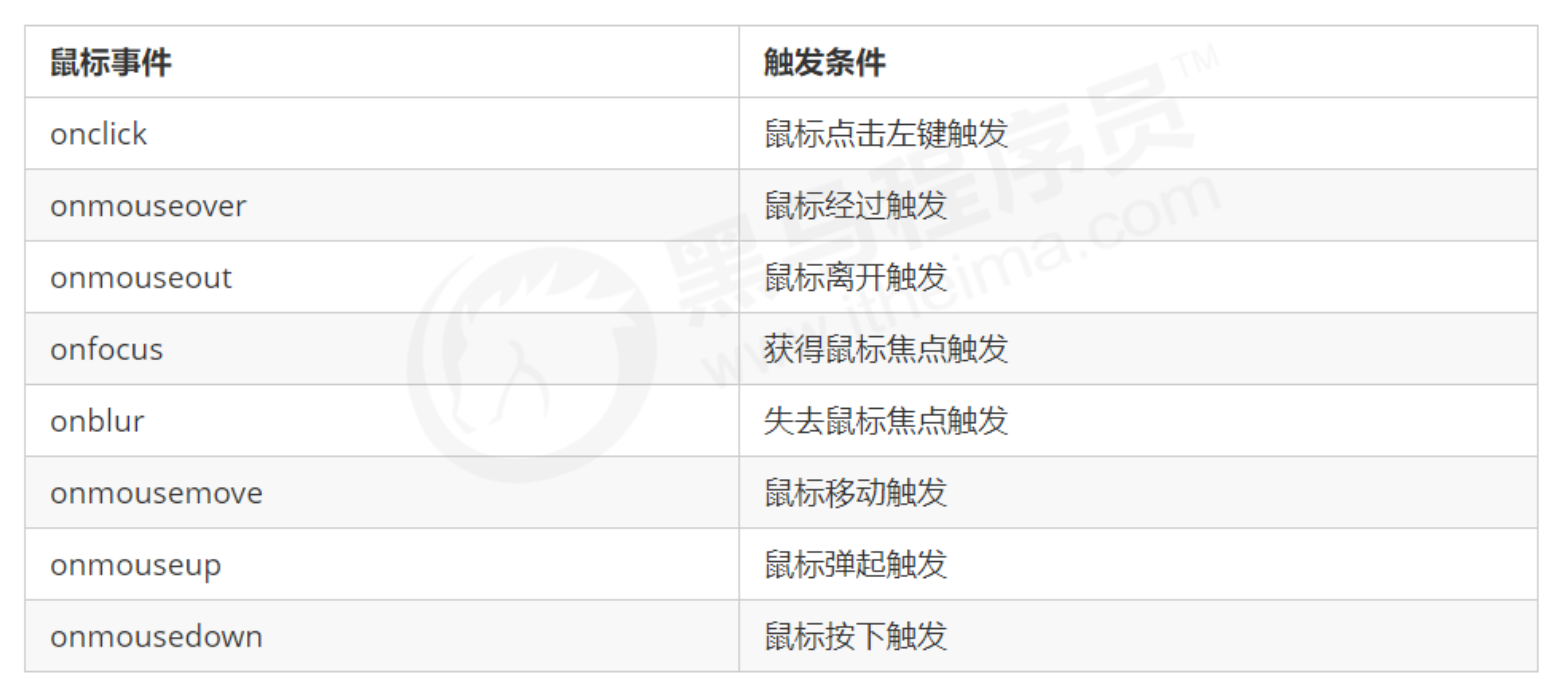 鼠标事件 触发条件
onclick 鼠标点击左键触发
onmouseover 鼠标经过触发
onmouseout 鼠标离开触发
onfocus 获得鼠标焦点触发
onblur 失去鼠标焦点触发
onmousemove 鼠标移动触发
onmouseup 鼠标弹起触发
onmousedown 鼠标按下触发
黑马程序员™
www.itheima.com